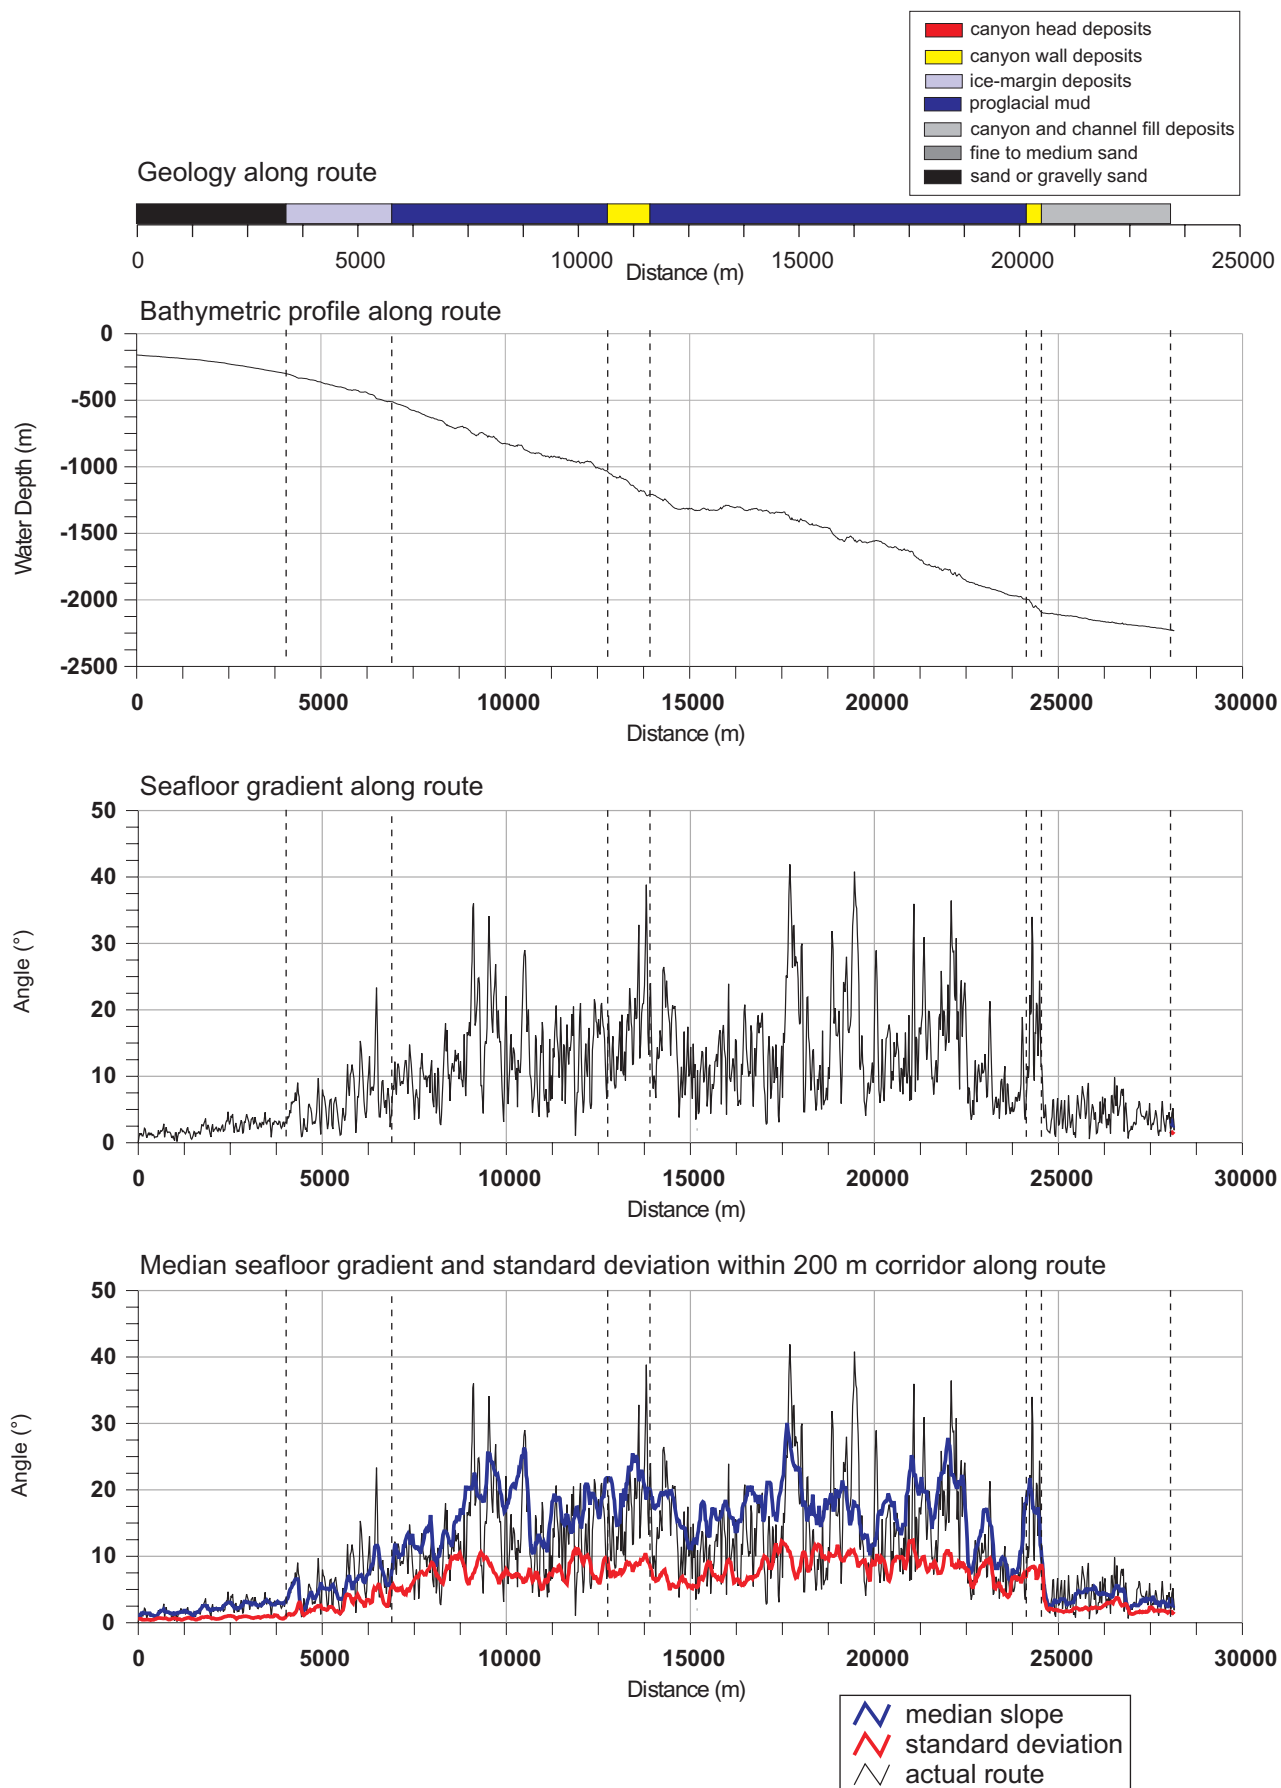 canyon head deposits
canyon wall deposits
ice-margin deposits
proglacial mud
canyon and channel fill deposits
fine to medium sand
sand or gravelly sand
Geology along route
0 5000 10000 15000 20000 25000
Distance (m)
Bathymetric profile along route
0
-500
-1000
-1500
-2000
-2500
Water Depth (m)
0 5000 10000 15000 20000 25000 30000
Distance (m)
Seafloor gradient along route
50
40
30
20
10
0
Angle (°)
0 5000 10000 15000 20000 25000 30000
Distance (m)
Median seafloor gradient and standard deviation within 200 m corridor along route
50
40
30
20
10
0
Angle (°)
0 5000 10000 15000 20000 25000 30000
Distance (m)
median slope
standard deviation
actual route